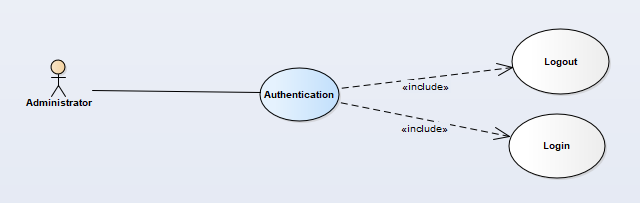 Administrator
Authentication
«include»
Logout
«include»
Login